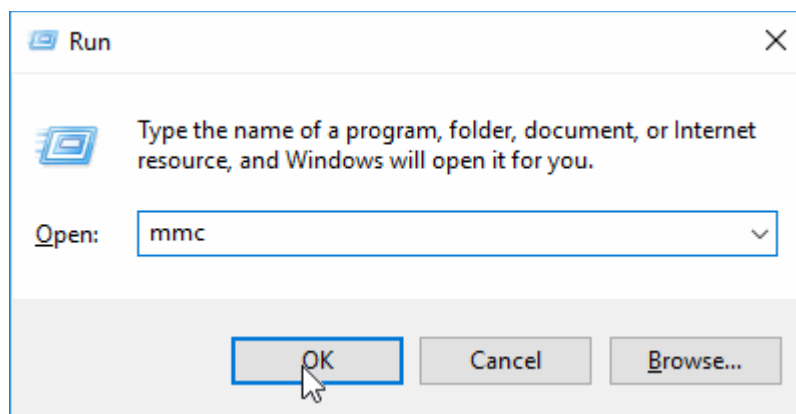 Run
Type the name of a program, folder, document, or Internet
resource, and Windows will open it for you.
Open: mmc
OK Cancel Browse...